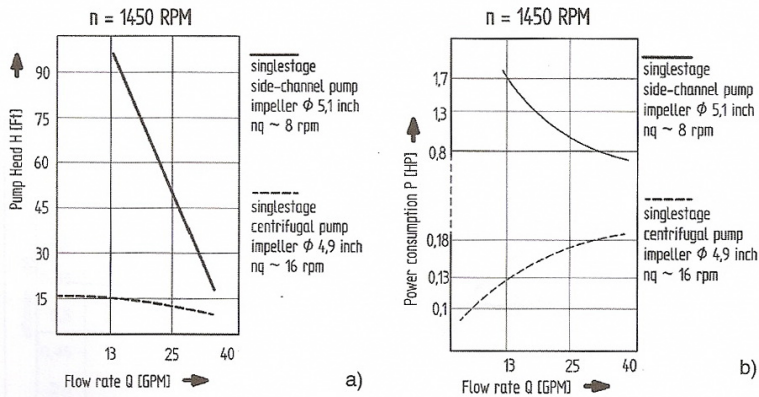 n = 1450 RPM
Pump Head H [Ft]
90
75
60
45
30
15
13 25 40
Flow rate Q [GPM]
singlestage
side-channel pump
impeller Φ 5,1 inch
nq ~ 8 rpm
singlestage
centrifugal pump
impeller Φ 4,9 inch
nq ~ 16 rpm
a)
n = 1450 RPM
Power consumption P [HP]
1,7
1,3
0,8
0,18
0,13
0,1
13 25 40
Flow rate Q [GPM]
singlestage
side-channel pump
impeller Φ 5,1 inch
nq ~ 8 rpm
singlestage
centrifugal pump
impeller Φ 4,9 inch
nq ~ 16 rpm
b)